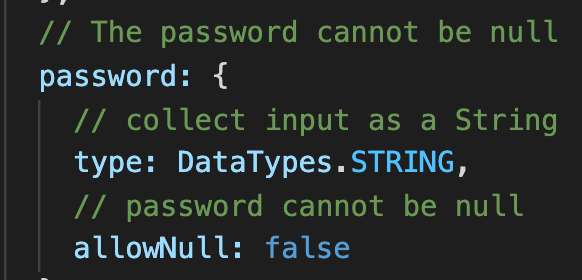 },
// The password cannot be null
password: {
// collect input as a String
type: DataTypes.STRING,
// password cannot be null
allowNull: false
}